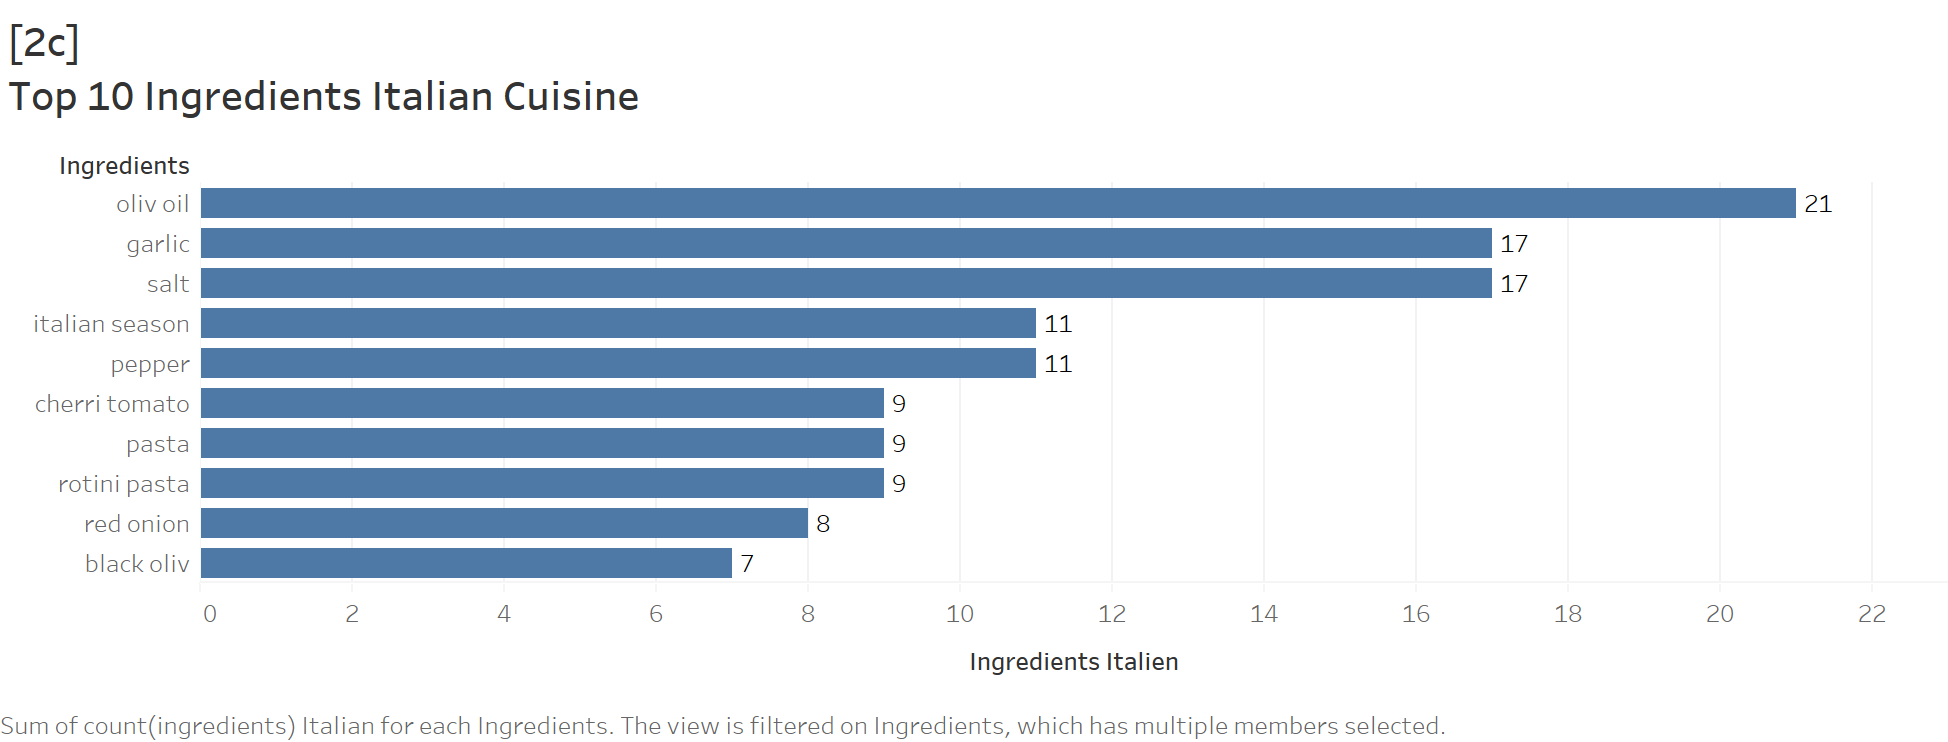 [2c]
Top 10 Ingredients Italian Cuisine
Ingredients
oliv oil 21
garlic 17
salt 17
italian season 11
pepper 11
cherri tomato 9
pasta 9
rotini pasta 9
red onion 8
black oliv 7
0 2 4 6 8 10 12 14 16 18 20 22
Ingredients Italien
Sum of count(ingredients) Italian for each Ingredients. The view is filtered on Ingredients, which has multiple members selected.